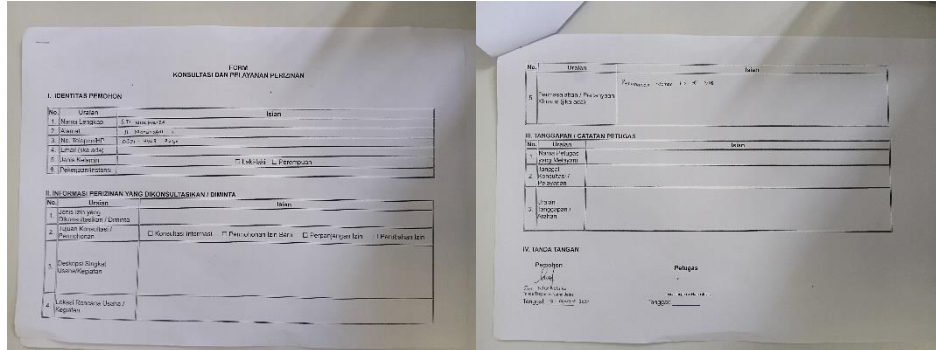 FORM
KONSULTASI DAN PELAYANAN PERIZINAN
I. IDENTITAS PEMOHON
No. Uraian Isian
1. Nama Lengkap
2. Alamat Jl.
3. No. Telepon/HP
4. Email (jika ada)
5. Jenis Kelamin □ Laki-laki □ Perempuan
6. Pekerjaan/Instansi
II. INFORMASI PERIZINAN YANG DIKONSULTASIKAN / DIMINTA
No. Uraian Isian
1. Jenis Izin yang
Dikonsultasikan / Diminta
2. Tujuan Konsultasi /
Permohonan □ Konsultasi Informasi □ Permohonan Izin Baru □ Perpanjangan Izin □ Perubahan Izin
3. Deskripsi Singkat
Usaha/Kegiatan
4. Lokasi Rencana Usaha /
Kegiatan
No. Uraian Isian
5. Permasalahan / Pertanyaan
Khusus (jika ada)
III. TANGGAPAN / CATATAN PETUGAS
No. Uraian Isian
1. Nama Petugas
yang Melayani
2. Tanggal
Konsultasi /
Pelayanan
3. Uraian
Tanggapan /
Arahan
IV. TANDA TANGAN
Pemohon Petugas
Tanggal: Tanggal: